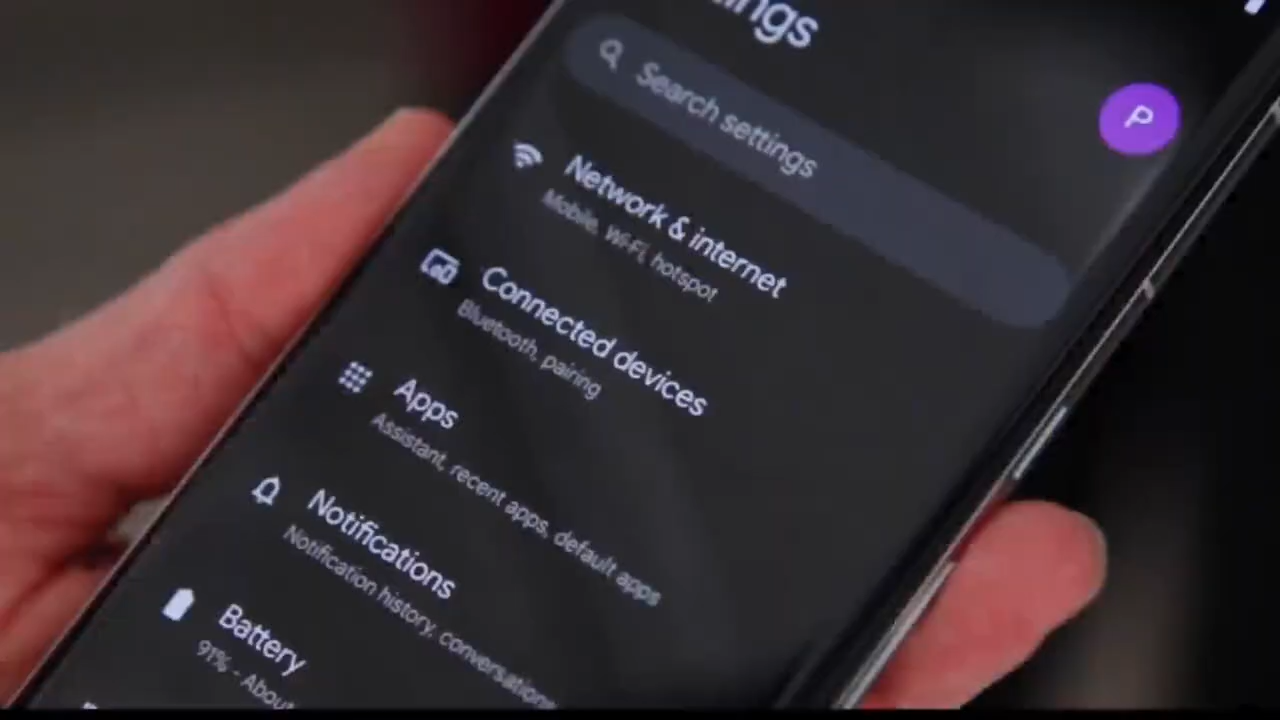 Search settings
P
Network & internet
Mobile, Wi-Fi, hotspot
Connected devices
Bluetooth, pairing
Apps
Assistant, recent apps, default apps
Notifications
Notification history, conversations
Battery
91% - About